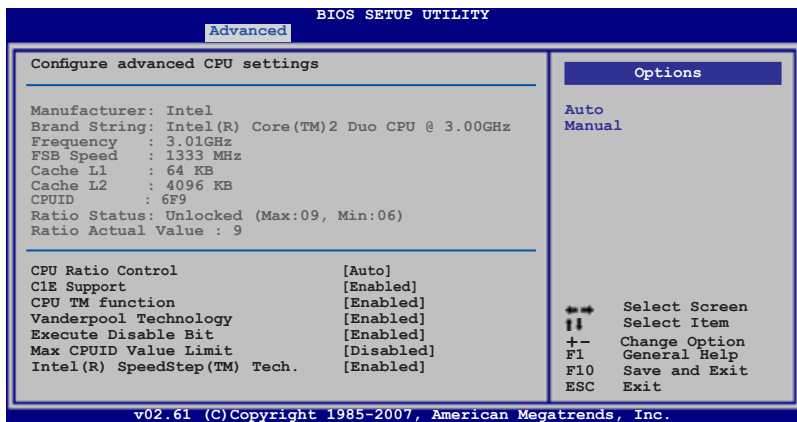 BIOS SETUP UTILITY
Advanced
Configure advanced CPU settings
Manufacturer: Intel
Brand String: Intel(R) Core(TM)2 Duo CPU @ 3.00GHz
Frequency : 3.01GHz
FSB Speed : 1333 MHz
Cache L1 : 64 KB
Cache L2 : 4096 KB
CPUID : 6F9
Ratio Status: Unlocked (Max:09, Min:06)
Ratio Actual Value : 9
CPU Ratio Control [Auto]
C1E Support [Enabled]
CPU TM function [Enabled]
Vanderpool Technology [Enabled]
Execute Disable Bit [Enabled]
Max CPUID Value Limit [Disabled]
Intel(R) SpeedStep(TM) Tech. [Enabled]
Options
Auto
Manual
←→ Select Screen
↑↓ Select Item
+- Change Option
F1 General Help
F10 Save and Exit
ESC Exit
v02.61 (C)Copyright 1985-2007, American Megatrends, Inc.